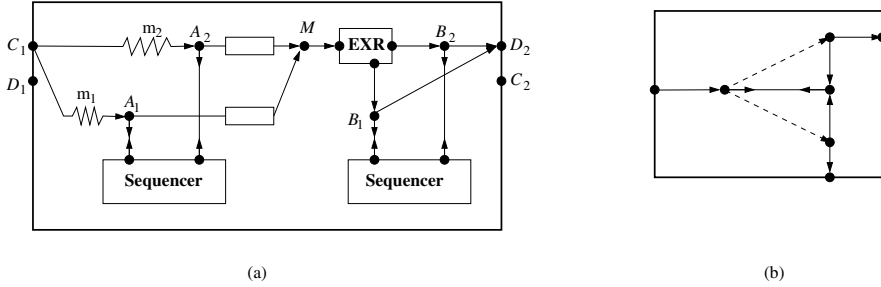 m2 A2 M B2
C1 EXR D2
D1 m1 A1 C2
B1
Sequencer Sequencer
(a) (b)